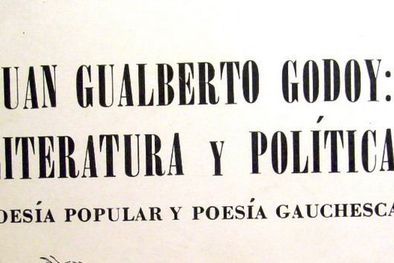 UAN GUALBERTO GODOY:
ITERATURA Y POLÍTICA
OESÍA POPULAR Y POESÍA GAUCHESCA